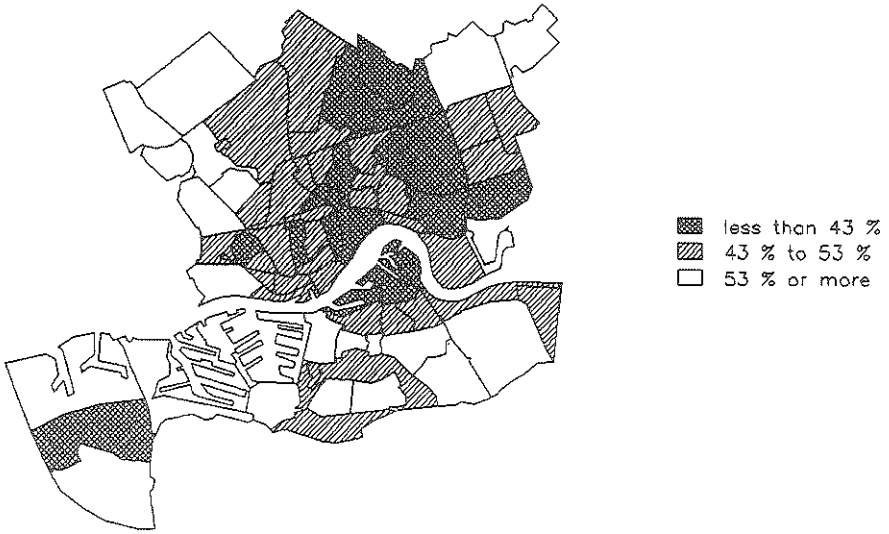 less than 43 %
43 % to 53 %
53 % or more